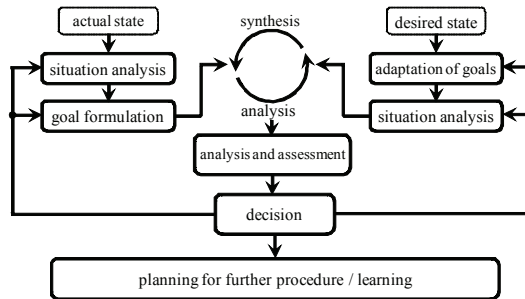 actual state
synthesis
desired state
situation analysis
adaptation of goals
goal formulation
situation analysis
analysis
analysis and assessment
decision
planning for further procedure / learning